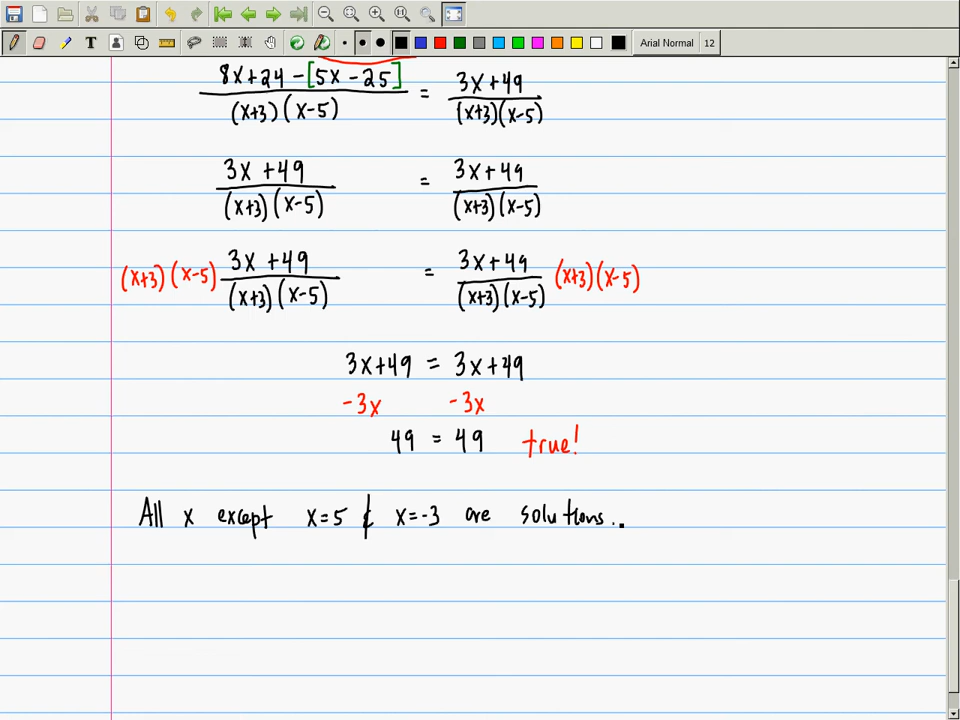 T Arial Normal 12
8x+24 - [5x - 25] / (x+3)(x-5) = 3x+49 / (x+3)(x-5)
3x +49 / (x+3)(x-5) = 3x+49 / (x+3)(x-5)
(x+3)(x-5) 3x +49 / (x+3)(x-5) = 3x+49 / (x+3)(x-5) (x+3)(x-5)
3x+49 = 3x+49
-3x -3x
49 = 49 true!
All x except x=5 & x=-3 are solutions..